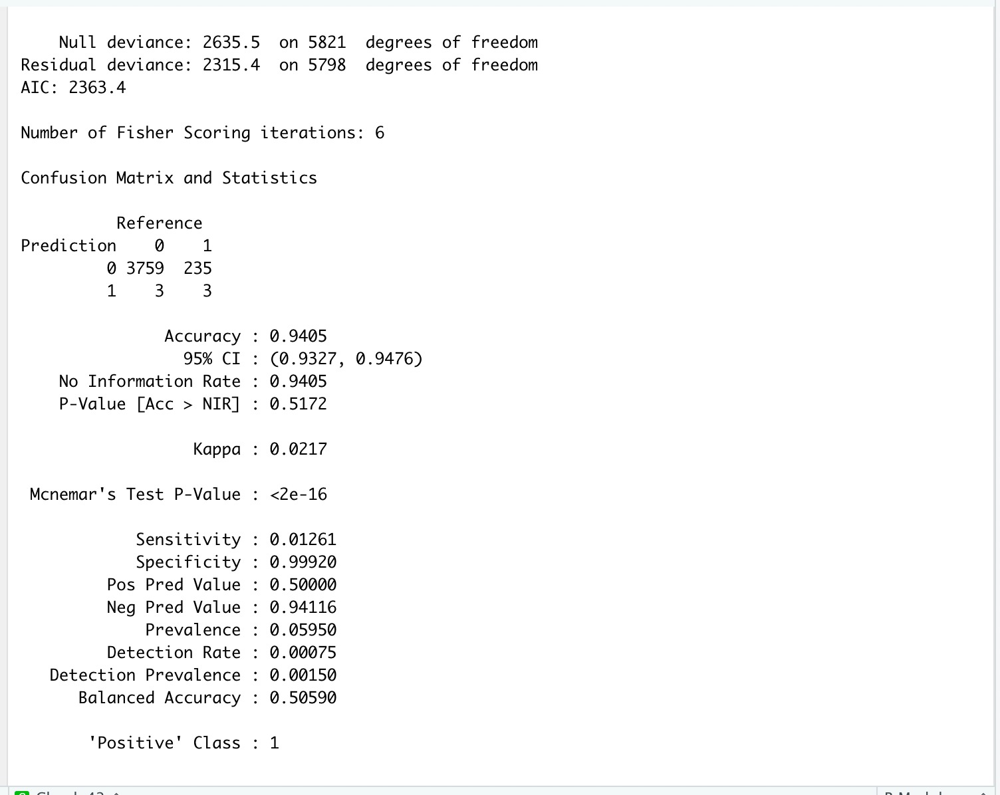 Null deviance: 2635.5  on 5821  degrees of freedom
Residual deviance: 2315.4  on 5798  degrees of freedom
AIC: 2363.4
Number of Fisher Scoring iterations: 6
Confusion Matrix and Statistics
Reference
Prediction    0    1
0 3759  235
1    3    3
Accuracy : 0.9405
95% CI : (0.9327, 0.9476)
No Information Rate : 0.9405
P-Value [Acc > NIR] : 0.5172
Kappa : 0.0217
Mcnemar's Test P-Value : <2e-16
Sensitivity : 0.01261
Specificity : 0.99920
Pos Pred Value : 0.50000
Neg Pred Value : 0.94116
Prevalence : 0.05950
Detection Rate : 0.00075
Detection Prevalence : 0.00150
Balanced Accuracy : 0.50590
'Positive' Class : 1